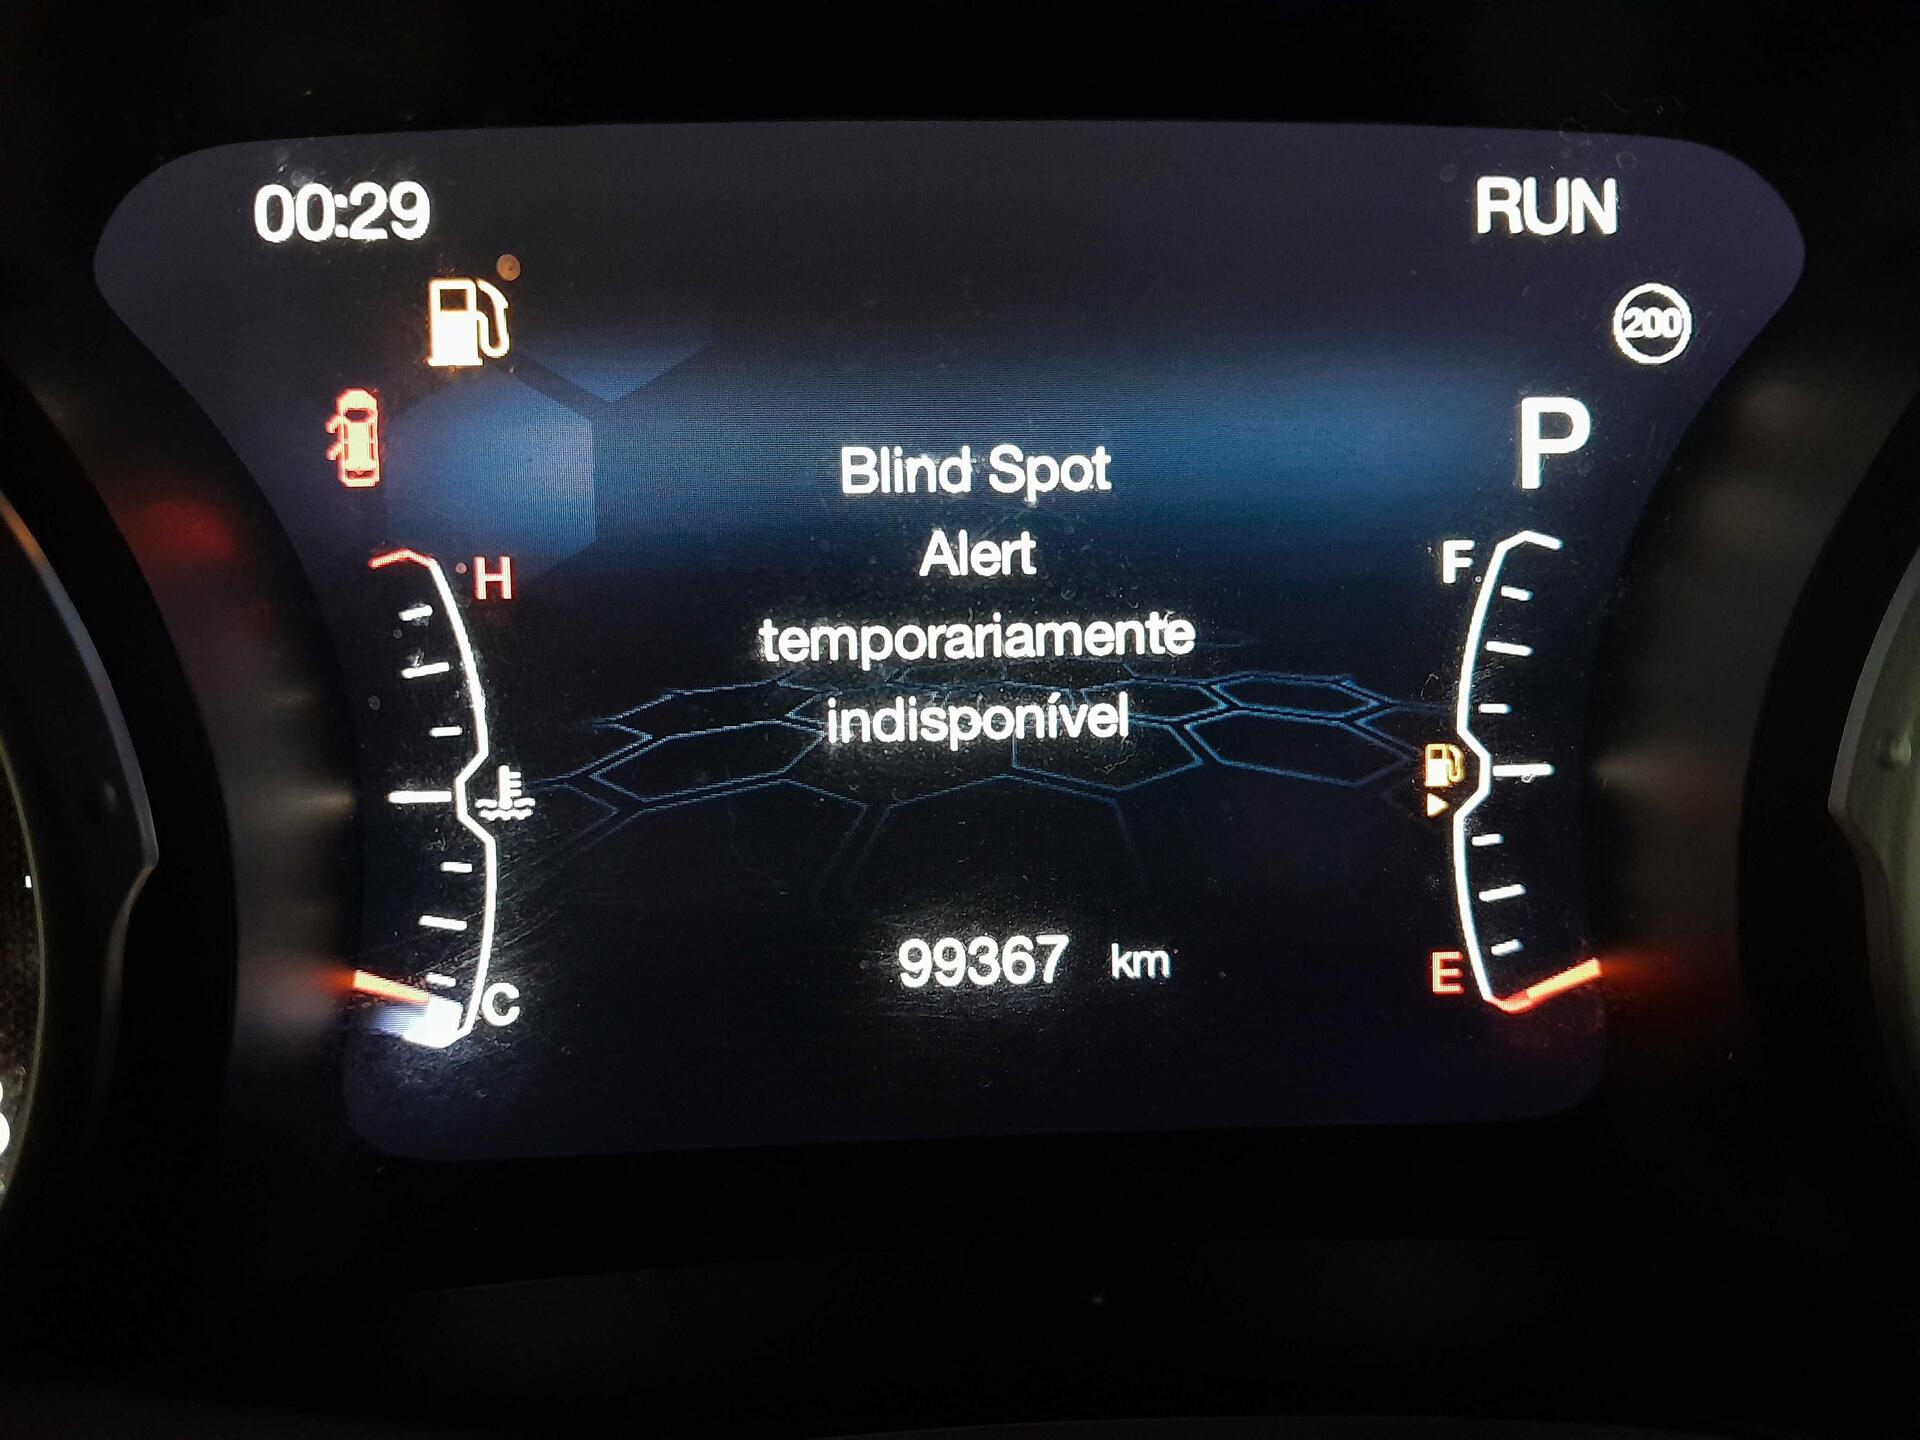 00:29 RUN
200
P
Blind Spot
Alert
temporariamente
indisponível
H F
C E
99367 km